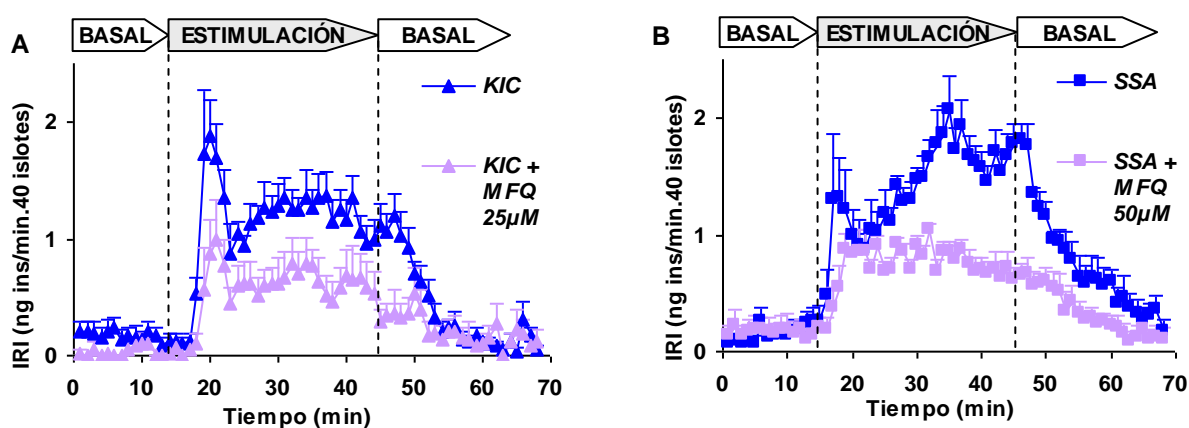 A
BASAL
ESTIMULACIÓN
BASAL
IRI (ng ins/min.40 islotes)
2
1
0
KIC
KIC +
MFQ
25µM
0
10
20
30
40
50
60
70
Tiempo (min)
B
BASAL
ESTIMULACIÓN
BASAL
IRI (ng ins/min.40 islotes)
2
1
0
SSA
SSA +
MFQ
50µM
0
10
20
30
40
50
60
70
Tiempo (min)